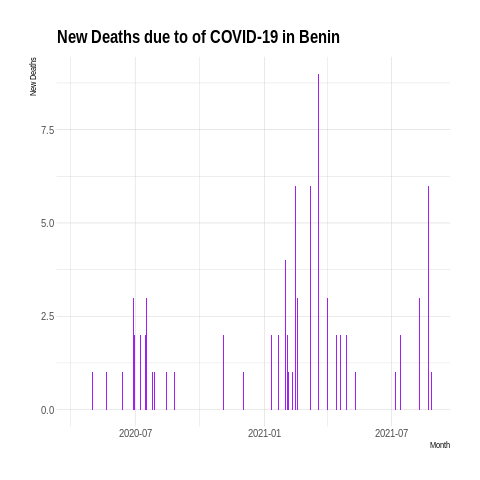 New Deaths due to of COVID-19 in Benin
New Deaths
7.5
5.0
2.5
0.0
2020-07 2021-01 2021-07
Month